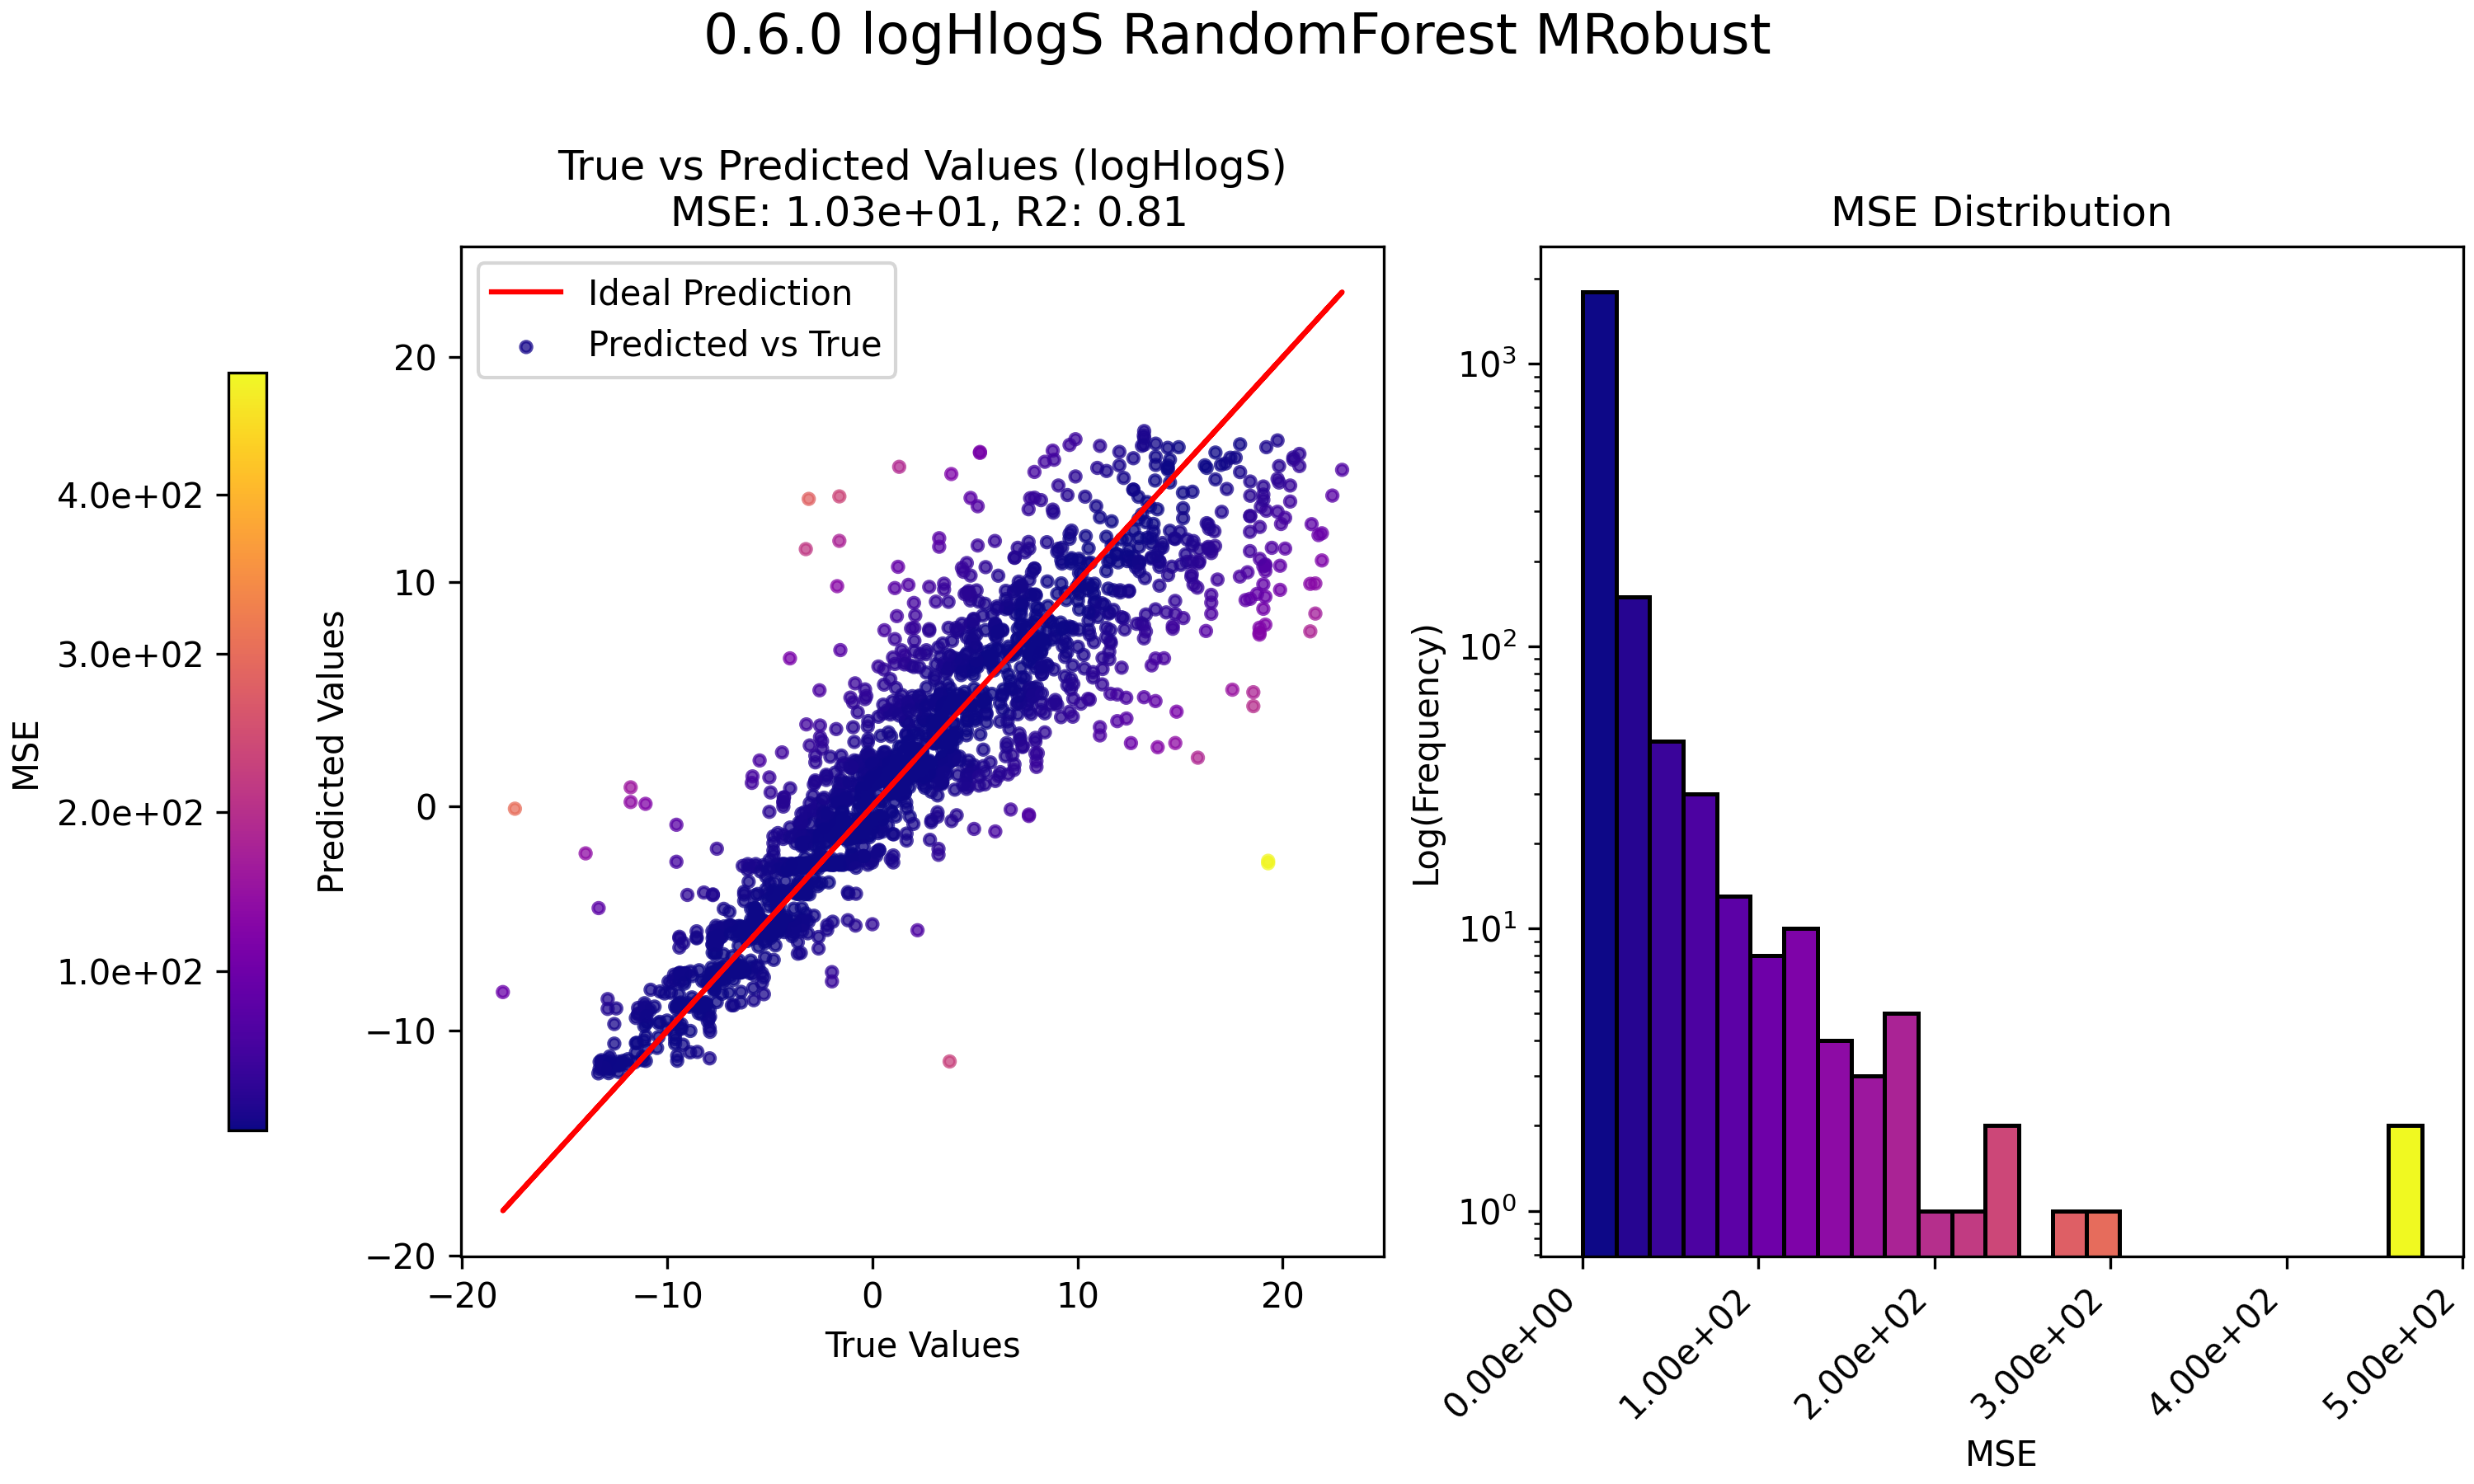 0.6.0 logHlogS RandomForest MRobust
True vs Predicted Values (logHlogS)
MSE: 1.03e+01, R2: 0.81
Ideal Prediction
Predicted vs True
20
10
0
−10
−20
−20
−10
0
10
20
True Values
Predicted Values
4.0e+02
3.0e+02
2.0e+02
1.0e+02
MSE
MSE Distribution
10³
10²
10¹
10⁰
Log(Frequency)
0.00e+00
1.00e+02
2.00e+02
3.00e+02
4.00e+02
5.00e+02
MSE